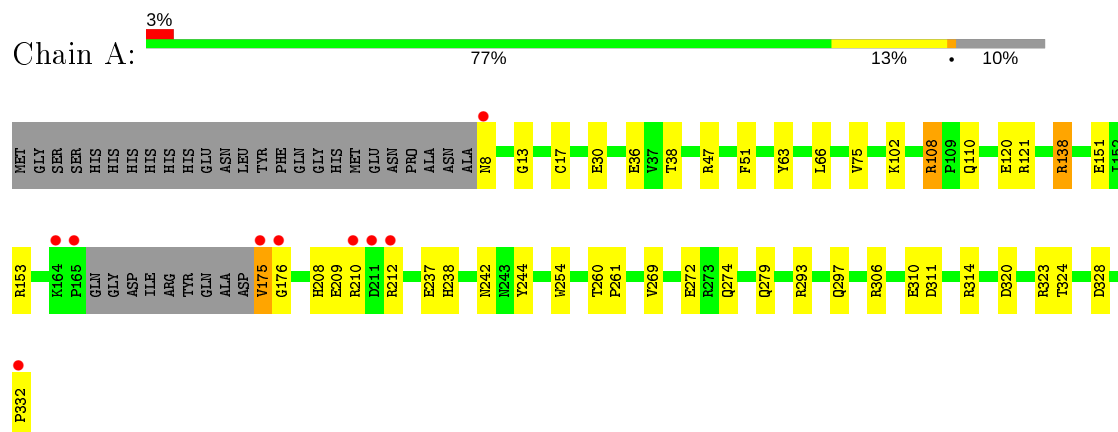 3%
Chain A:
77% 13% • 10%
MET GLY SER SER HIS HIS HIS HIS HIS HIS GLU ASN LEU TYR PHE GLN GLY HIS MET GLU ASN PRO ALA ASN ALA N8 G13 C17 E30 E36 V37 T38 R47 F51 Y63 L66 V75 K102 R108 P109 Q110 E120 R121 R138 E151
R153 K164 P165 GLN GLY ASP ILE ARG TYR GLN ALA ASP V175 G176 H208 E209 R210 D211 R212 E237 H238 N242 N243 Y244 W254 T260 P261 V269 E272 R273 Q274 Q279 R293 Q297 R306 E310 D311 R314 D320 R323 T324 D328
P332